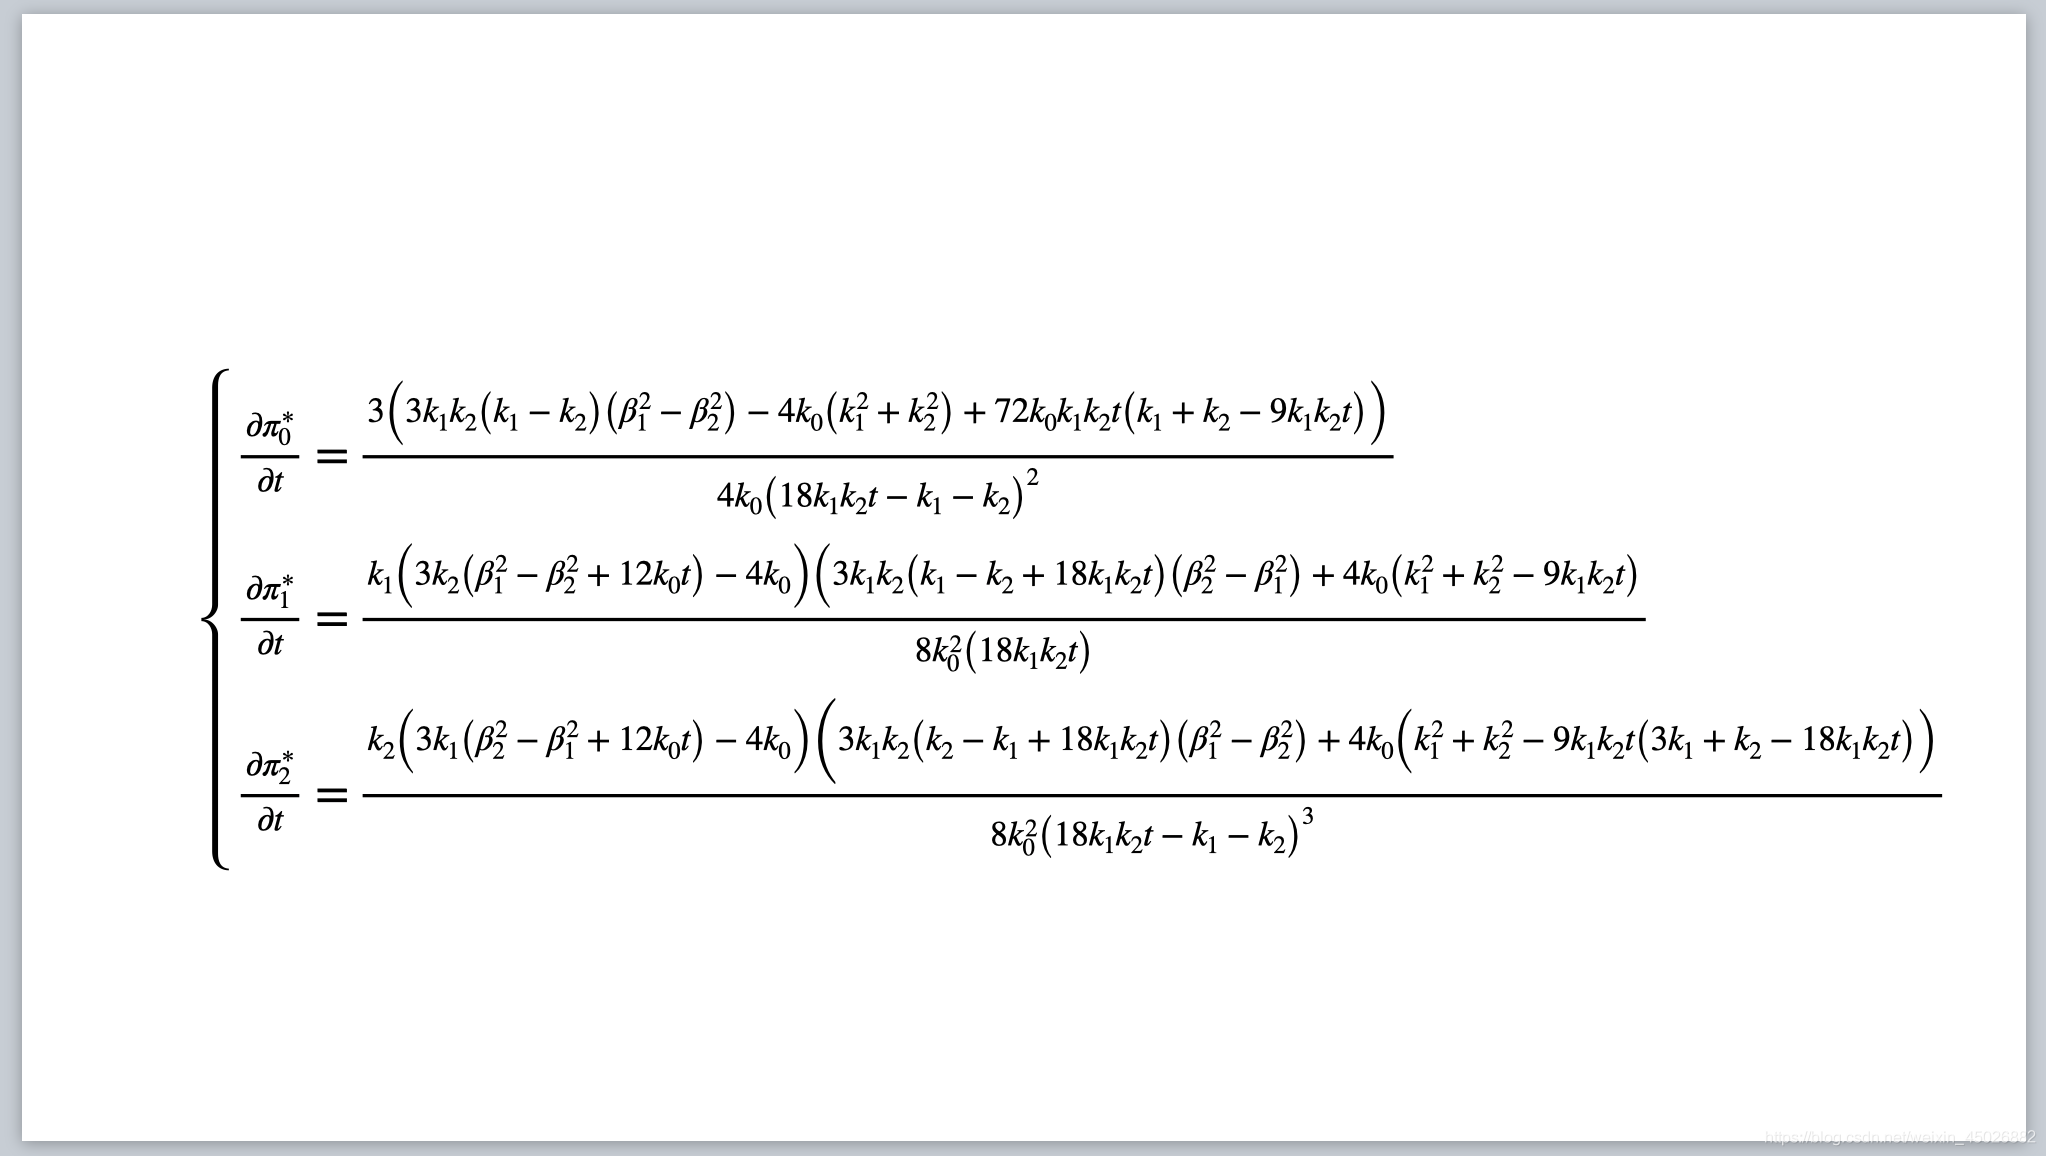 \begin{cases}
\frac{\partial \pi_0^*}{\partial t} = \frac{3\left(3k_1k_2(k_1 - k_2)(\beta_1^2 - \beta_2^2) - 4k_0(k_1^2 + k_2^2) + 72k_0k_1k_2t(k_1 + k_2 - 9k_1k_2t)\right)}{4k_0(18k_1k_2t - k_1 - k_2)^2} \\
\frac{\partial \pi_1^*}{\partial t} = \frac{k_1\left(3k_2(\beta_1^2 - \beta_2^2 + 12k_0t) - 4k_0\right)\left(3k_1k_2(k_1 - k_2 + 18k_1k_2t)(\beta_2^2 - \beta_1^2) + 4k_0(k_1^2 + k_2^2 - 9k_1k_2t)}{8k_0^2(18k_1k_2t)} \\
\frac{\partial \pi_2^*}{\partial t} = \frac{k_2\left(3k_1(\beta_2^2 - \beta_1^2 + 12k_0t) - 4k_0\right)\left(3k_1k_2(k_2 - k_1 + 18k_1k_2t)(\beta_1^2 - \beta_2^2) + 4k_0\left(k_1^2 + k_2^2 - 9k_1k_2t(3k_1 + k_2 - 18k_1k_2t)\right)}{8k_0^2(18k_1k_2t - k_1 - k_2)^3}
\end{cases}
https://blog.csdn.net/weixin_45026882